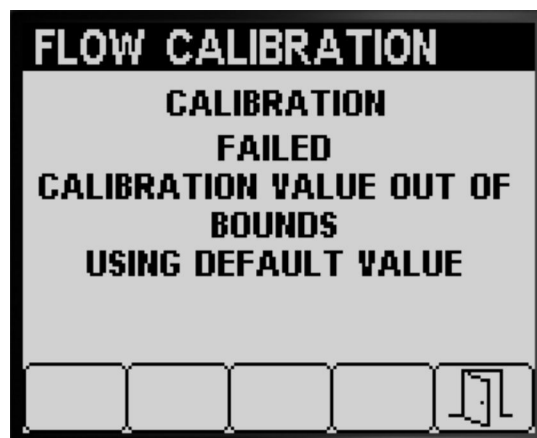 FLOW CALIBRATION
CALIBRATION
FAILED
CALIBRATION VALUE OUT OF
BOUNDS
USING DEFAULT VALUE